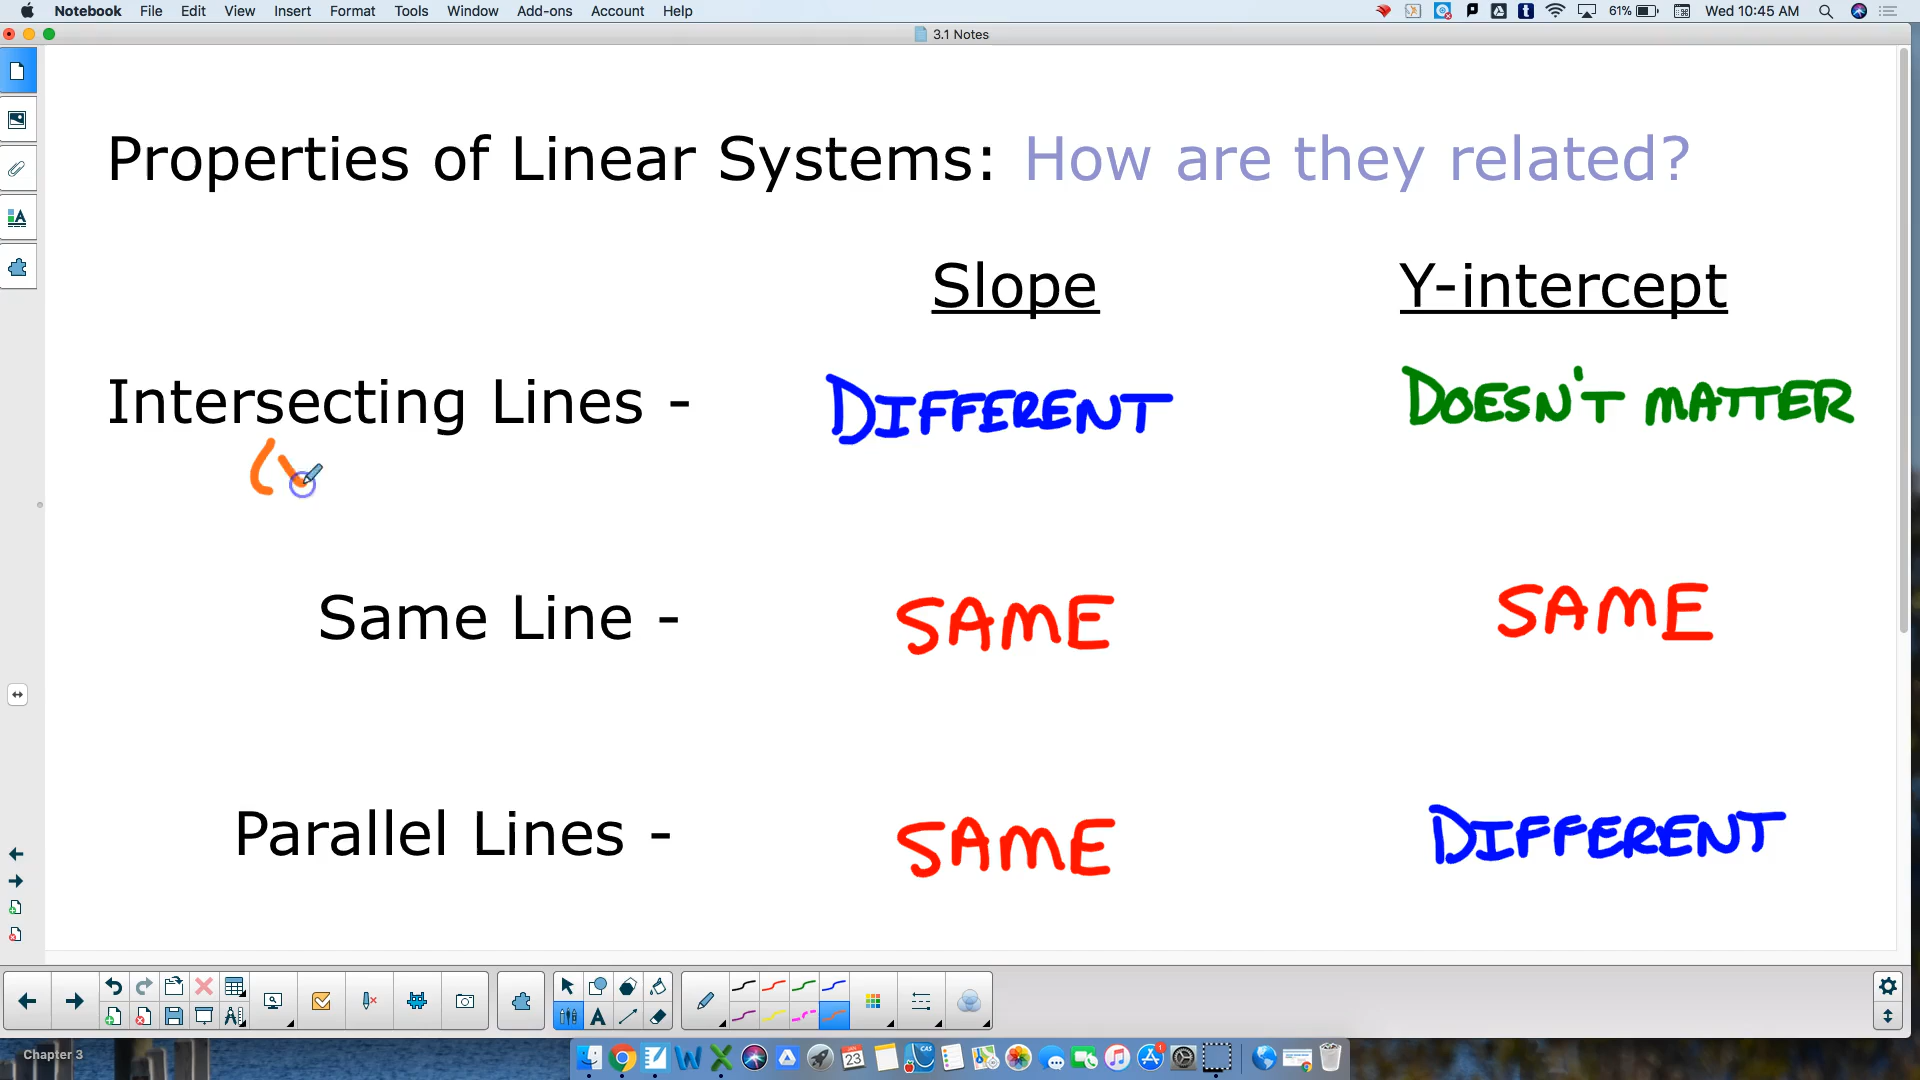 Notebook File Edit View Insert Format Tools Window Add-ons Account Help 61% Wed 10:45 AM
3.1 Notes
Properties of Linear Systems: How are they related?
Slope Y-intercept
Intersecting Lines - DIFFERENT DOESN'T MATTER
(
Same Line - SAME SAME
Parallel Lines - SAME DIFFERENT
Chapter 3